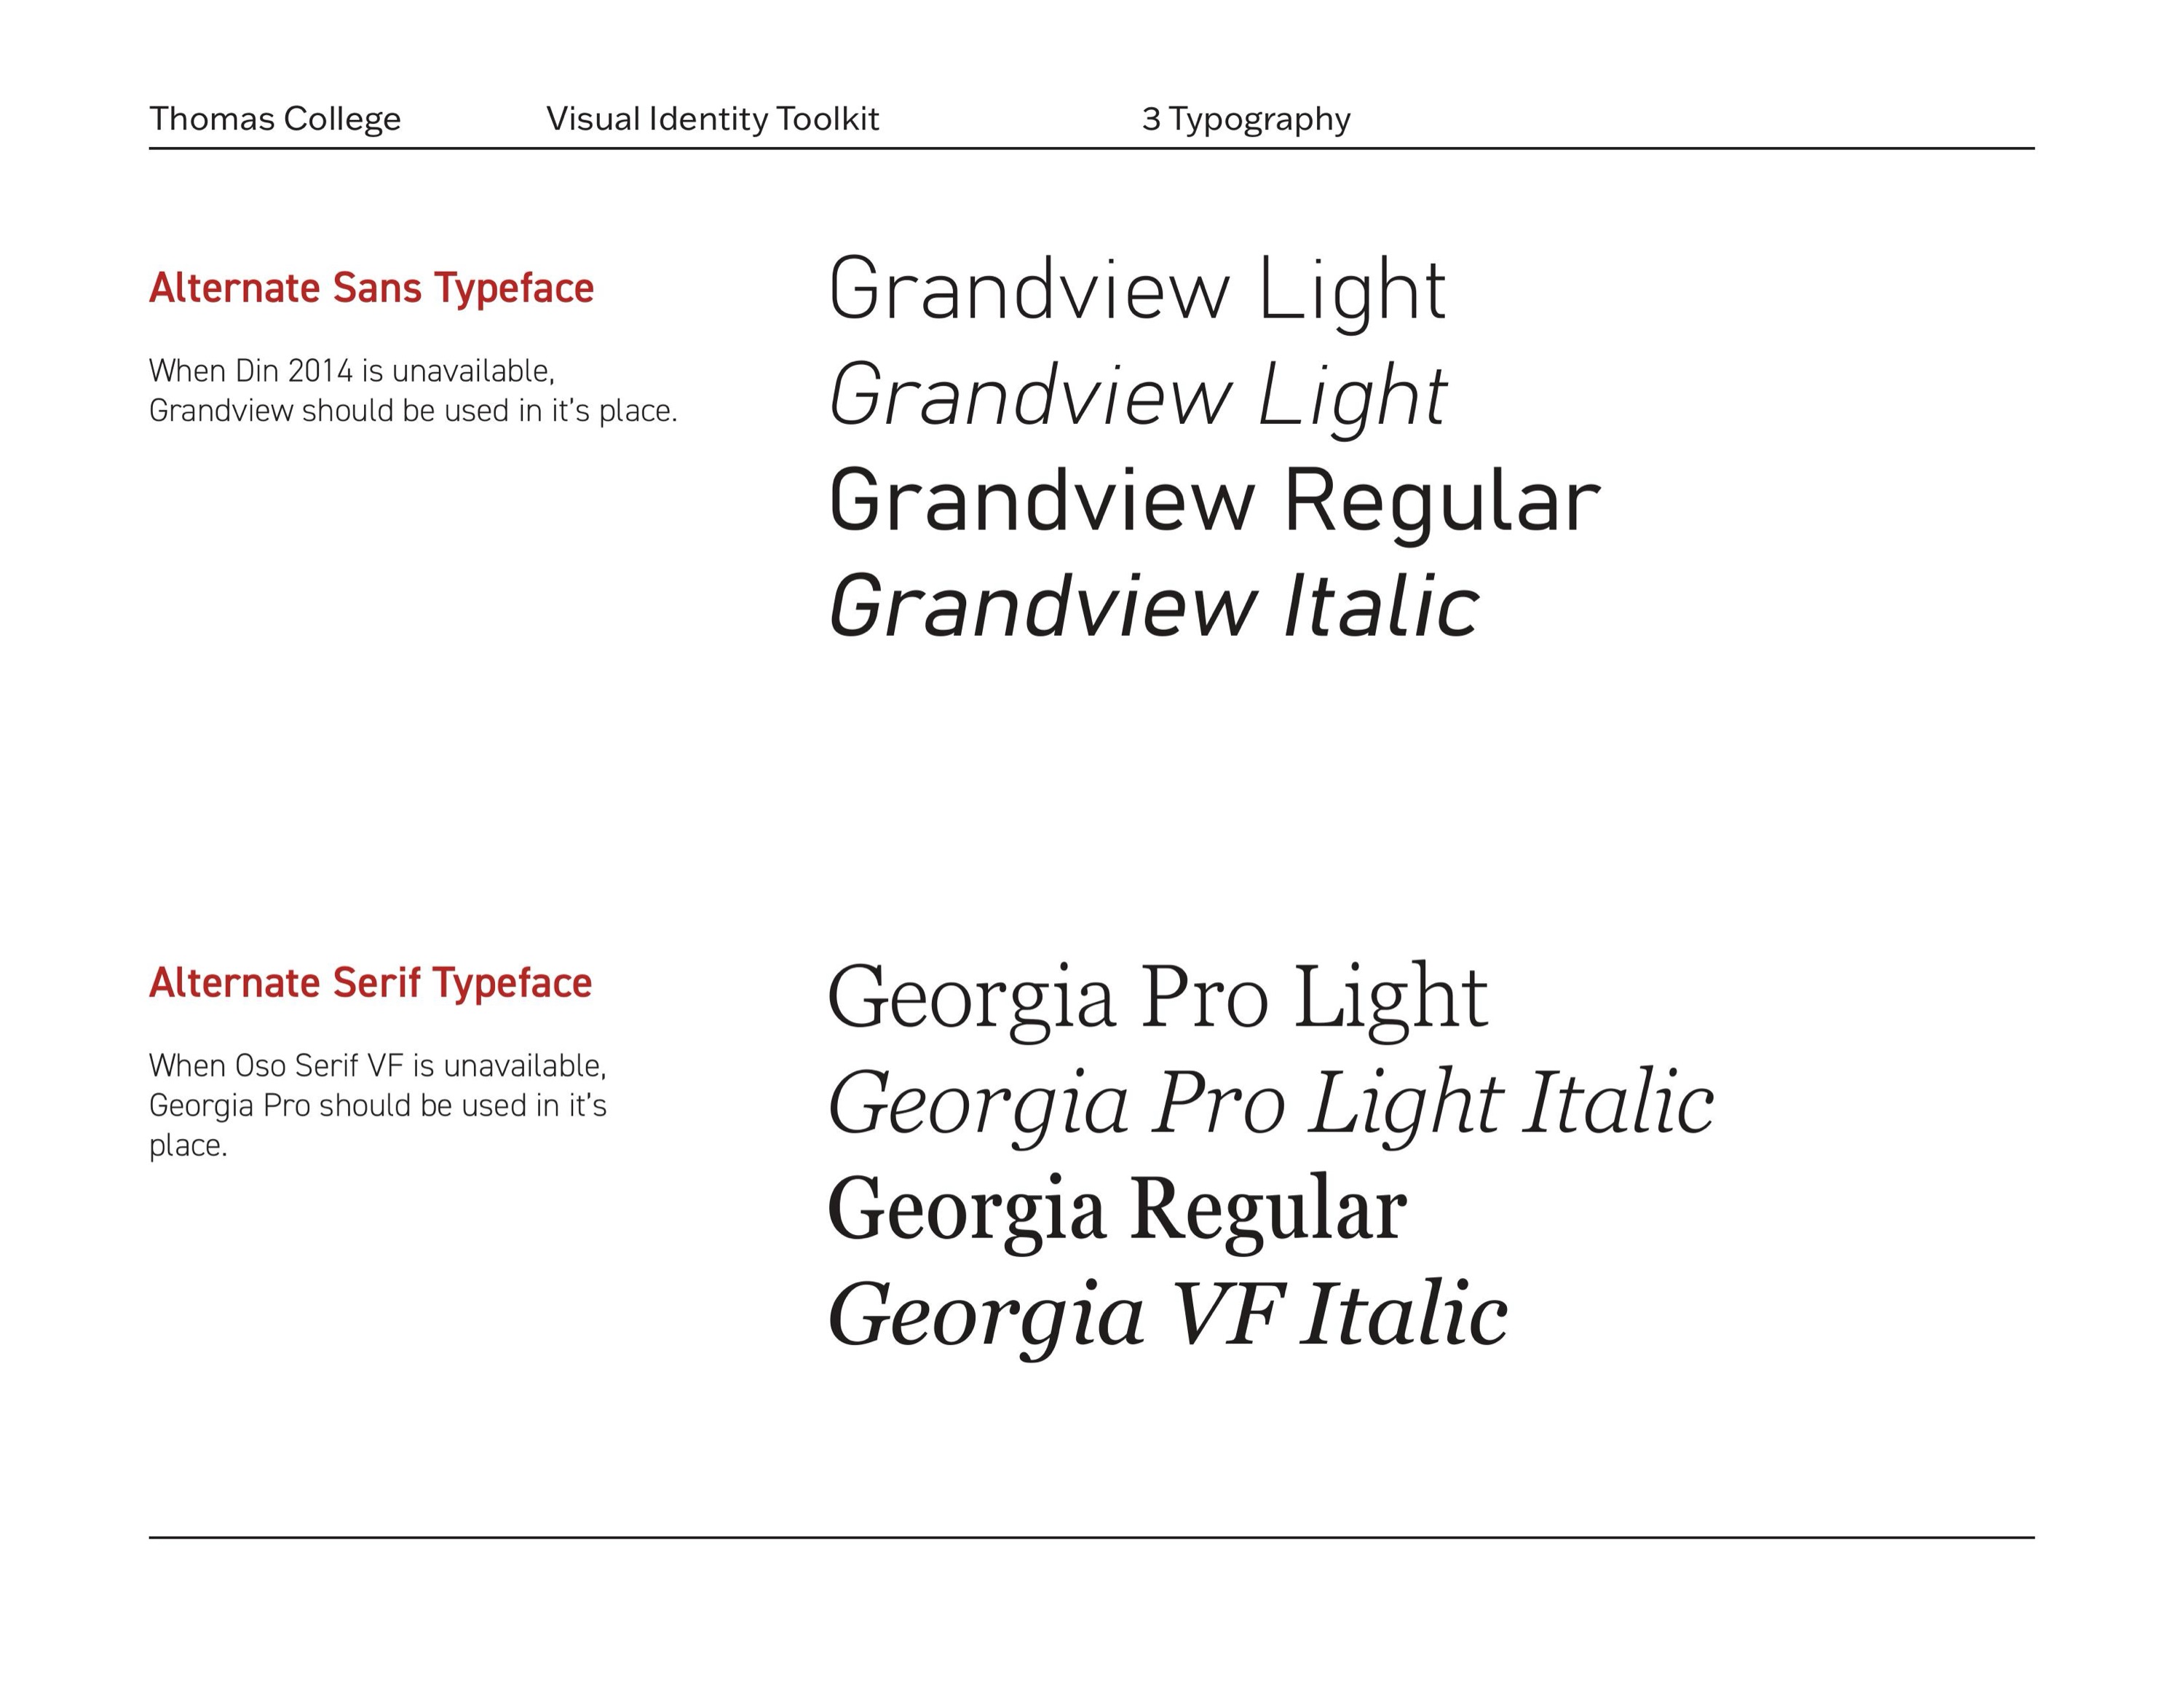 Thomas College Visual Identity Toolkit 3 Typography
Alternate Sans Typeface
When Din 2014 is unavailable,
Grandview should be used in it's place.
Grandview Light
Grandview Light
Grandview Regular
Grandview Italic
Alternate Serif Typeface
When Oso Serif VF is unavailable,
Georgia Pro should be used in it's
place.
Georgia Pro Light
Georgia Pro Light Italic
Georgia Regular
Georgia VF Italic